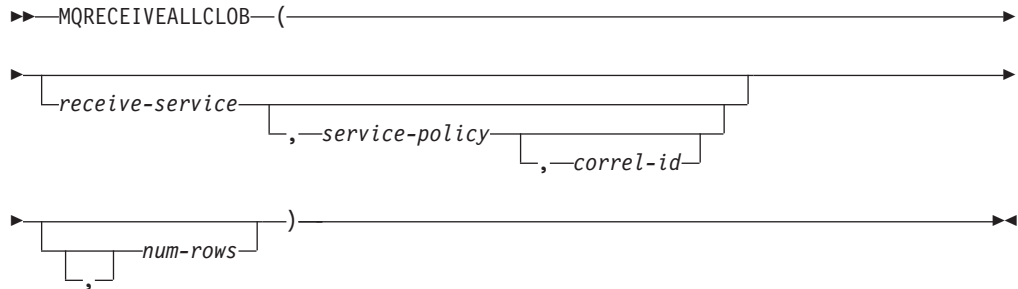 MQRECEIVEALLCLOB (
receive-service
, service-policy
, correl-id
)
num-rows
,